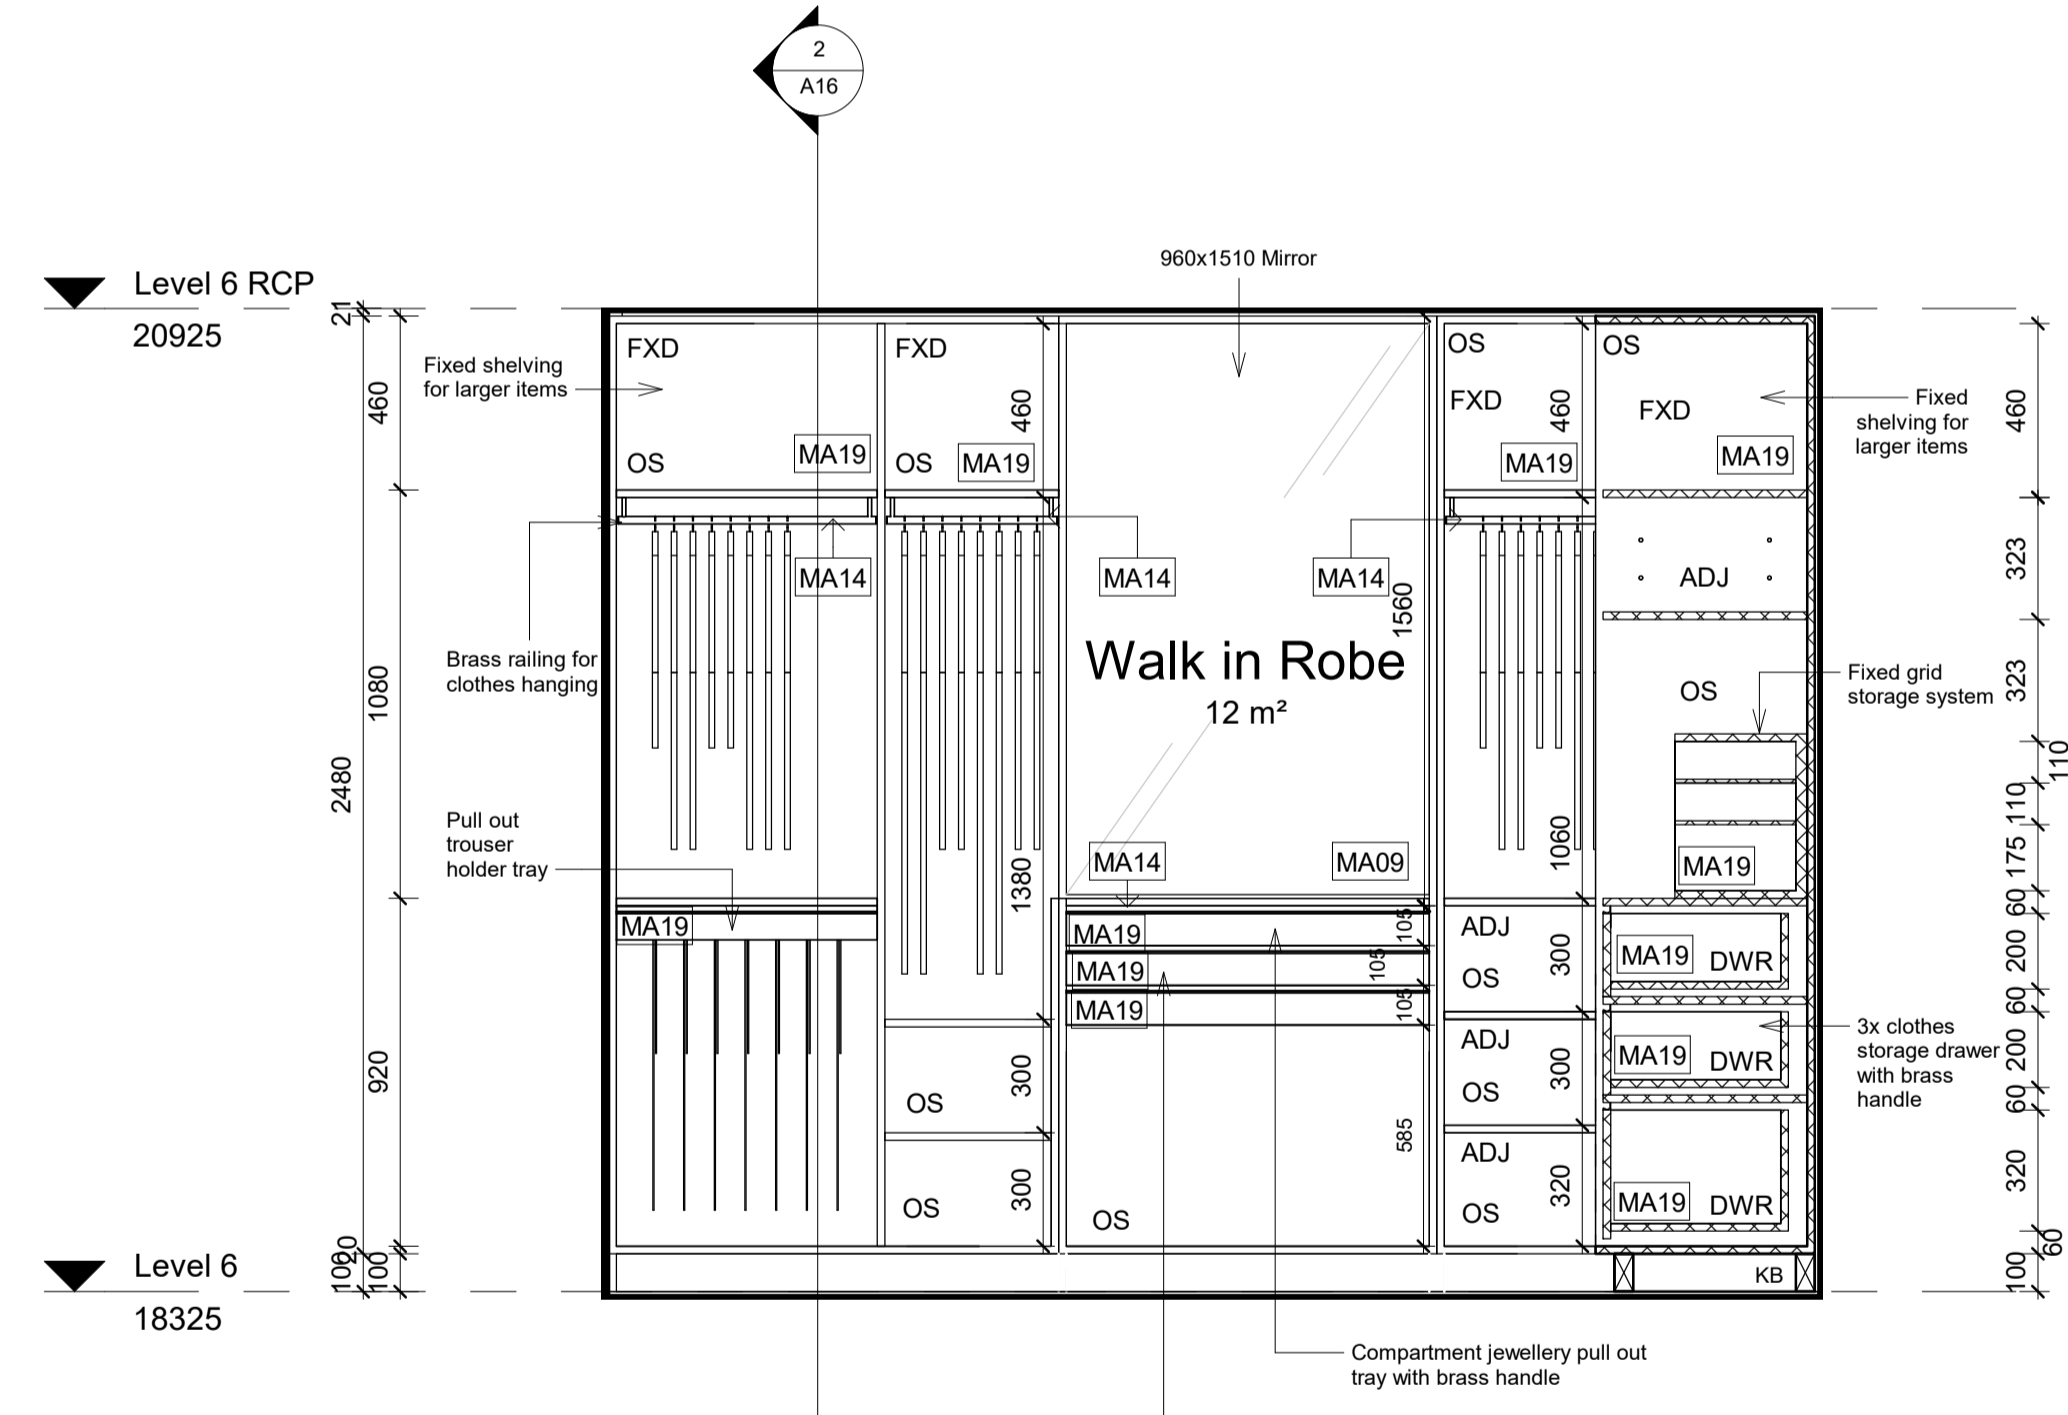 2
A16
960x1510 Mirror
Level 6 RCP
20925
21
460
1080
2480
920
20
100
100
Level 6
18325
Fixed shelving
for larger items
Brass railing for
clothes hanging
Pull out
trouser
holder tray
FXD
OS
MA19
MA14
MA19
FXD
460
OS
MA19
1380
300
OS
300
OS
MA14
MA14
1560
Walk in Robe
12 m²
MA14
MA09
MA19
105
MA19
105
MA19
105
585
OS
OS
FXD
460
MA19
1060
ADJ
300
OS
ADJ
300
OS
ADJ
320
OS
OS
FXD
MA19
ADJ
OS
MA19
MA19
DWR
MA19
DWR
MA19
DWR
KB
Fixed
shelving for
larger items
Fixed grid
storage system
3x clothes
storage drawer
with brass
handle
460
323
323
110
110
175
60
200
60
200
60
320
60
100
Compartment jewellery pull out
tray with brass handle